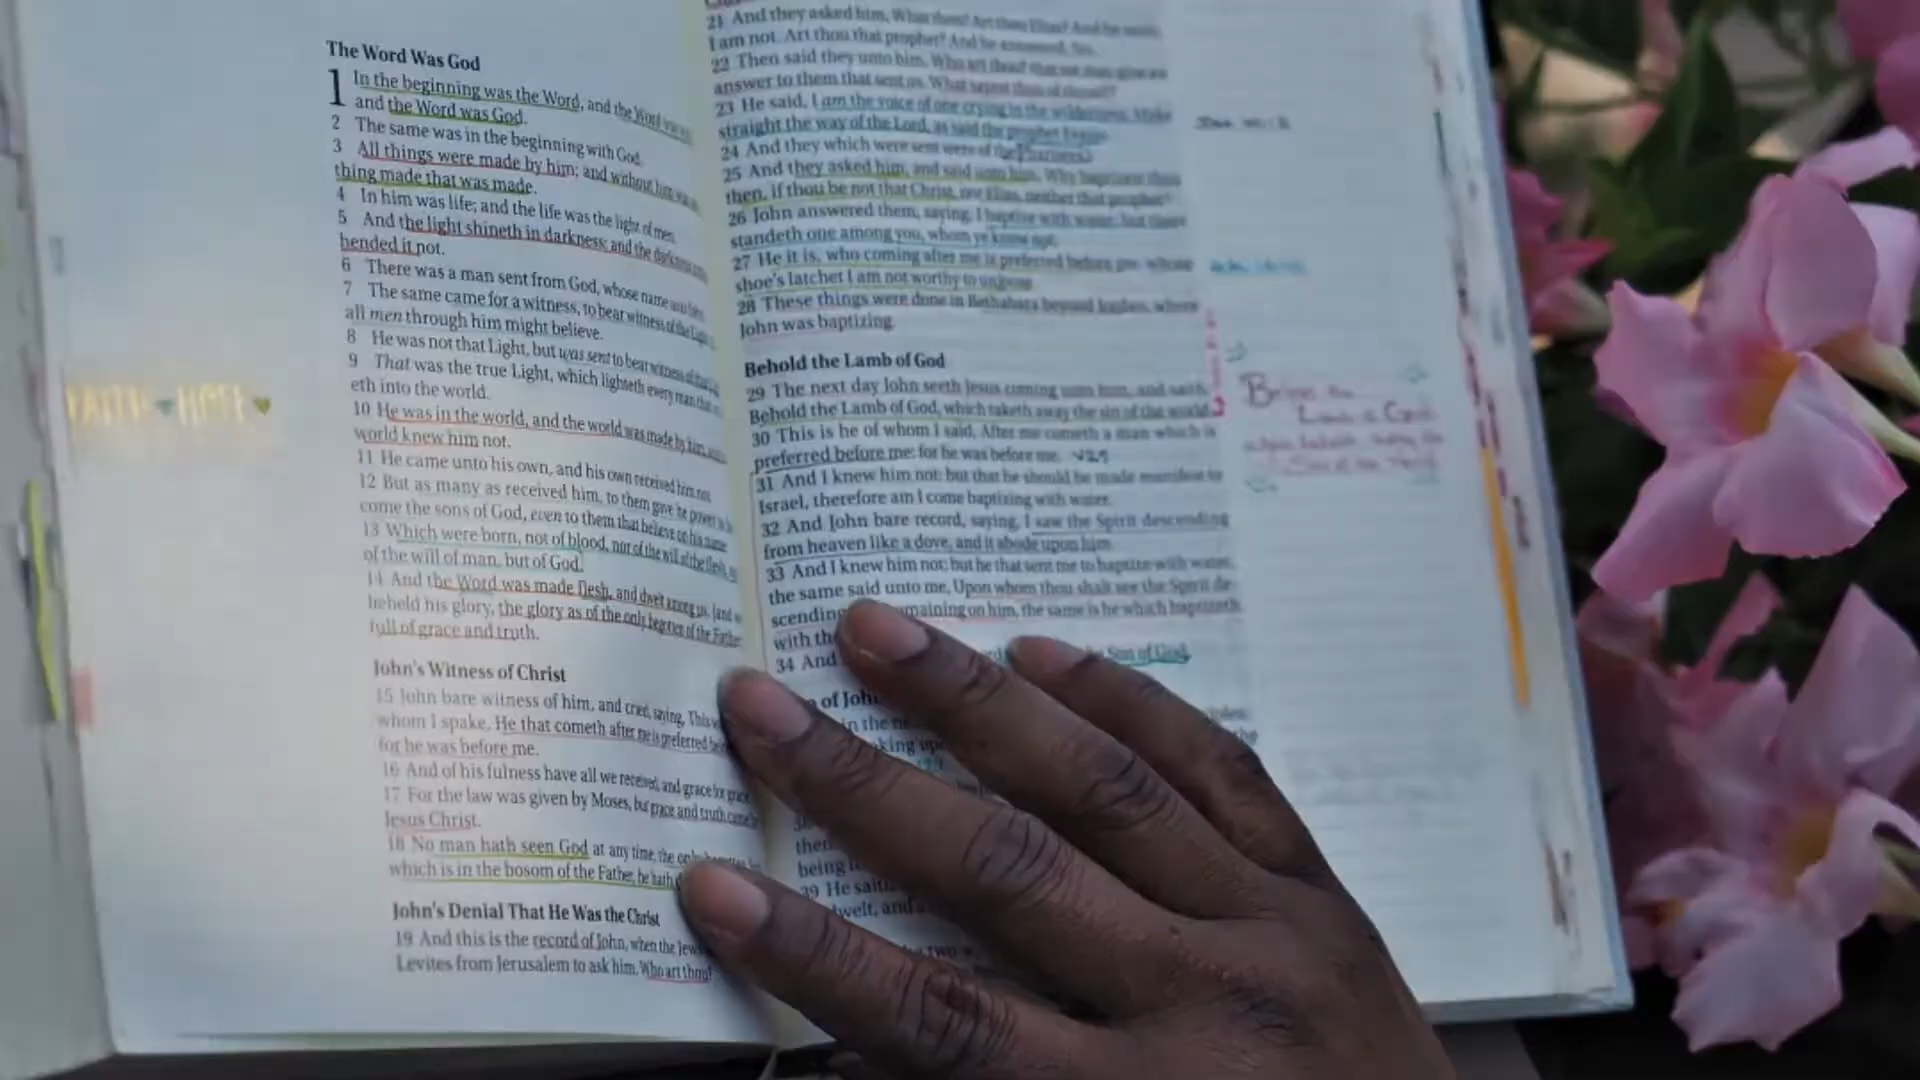 FAITH HOPE
The Word Was God
1 In the beginning was the Word, and the Word was
and the Word was God.
2 The same was in the beginning with God.
3 All things were made by him; and without him was
thing made that was made.
4 In him was life; and the life was the light of men.
5 And the light shineth in darkness; and the darkness
hended it not.
6 There was a man sent from God, whose name was
7 The same came for a witness, to bear witness of the Light,
all men through him might believe.
8 He was not that Light, but was sent to bear witness of that
9 That was the true Light, which lighteth every man that
eth into the world.
10 He was in the world, and the world was made by him,
world knew him not.
11 He came unto his own, and his own received him not.
12 But as many as received him, to them gave he power
come the sons of God, even to them that believe on his name
13 Which were born, not of blood, nor of the will of the flesh,
of the will of man, but of God.
14 And the Word was made flesh, and dwelt among us, (and
beheld his glory, the glory as of the only begotten of the Father
full of grace and truth.
John's Witness of Christ
15 John bare witness of him, and cried, saying, This
whom I spake, He that cometh after me is preferred
for he was before me.
16 And of his fulness have all we received, and grace for grace.
17 For the law was given by Moses, but grace and truth came
Jesus Christ.
18 No man hath seen God at any time, the only
which is in the bosom of the Father, he hath
John's Denial That He Was the Christ
19 And this is the record of John, when the Jews
Levites from Jerusalem to ask him, Who art thou?
21 And they asked him, What then? Art thou Elias? And he saith,
I am not. Art thou that prophet? And he answered, No.
22 Then said they unto him, Who art thou? that we may give an
answer to them that sent us. What sayest thou of thyself?
23 He said, I am the voice of one crying in the wilderness, Make
straight the way of the Lord, as said the prophet
24 And they which were sent were of the Pharisees.
25 And they asked him, and said unto him, Why baptizest thou
then, if thou be not that Christ, nor Elias, neither that prophet?
26 John answered them, saying, I baptize with water: but there
standeth one among you, whom ye know not;
27 He it is, who coming after me is preferred before me, whose
shoe's latchet I am not worthy to unloose.
28 These things were done in Bethabara beyond Jordan, where
John was baptizing.
Behold the Lamb of God
29 The next day John seeth Jesus coming unto him, and saith,
Behold the Lamb of God, which taketh away the sin of the world.
30 This is he of whom I said, After me cometh a man which is
preferred before me: for he was before me. v27
31 And I knew him not: but that he should be made manifest to
Israel, therefore am I come baptizing with water.
32 And John bare record, saying, I saw the Spirit descending
from heaven like a dove, and it abode upon him.
33 And I knew him not: but he that sent me to baptize with water,
the same said unto me, Upon whom thou shalt see the Spirit de-
scending maining on him, the same is he which baptizeth
with the
34 And Son of God.
of John
in the
king upon
then
being
39 He saith
dwelt, and
TWO
Lamb of God